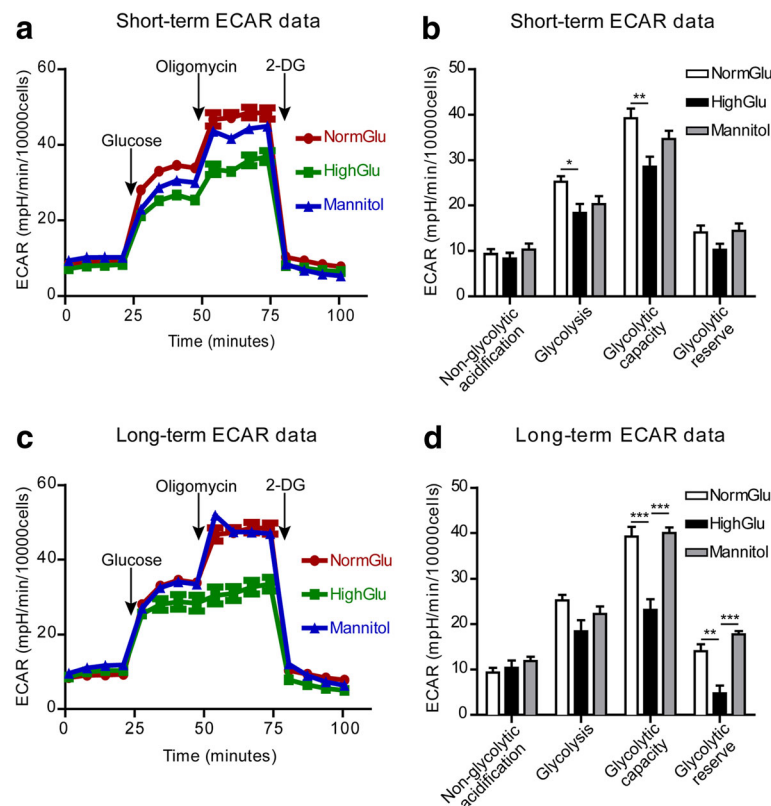 a
Short-term ECAR data
ECAR (mpH/min/10000cells)
60
40
20
0
Oligomycin
2-DG
Glucose
NormGlu
HighGlu
Mannitol
0 25 50 75 100
Time (minutes)
b
Short-term ECAR data
ECAR (mpH/min/10000cells)
50
40
30
20
10
0
*
**
NormGlu
HighGlu
Mannitol
Non-glycolytic
acidification
Glycolysis
Glycolytic
capacity
Glycolytic
reserve
c
Long-term ECAR data
ECAR (mpH/min/10000cells)
60
40
20
0
Oligomycin
2-DG
Glucose
NormGlu
HighGlu
Mannitol
0 25 50 75 100
Time (minutes)
d
Long-term ECAR data
ECAR (mpH/min/10000cells)
50
40
30
20
10
0
*** ***
** ***
NormGlu
HighGlu
Mannitol
Non-glycolytic
acidification
Glycolysis
Glycolytic
capacity
Glycolytic
reserve